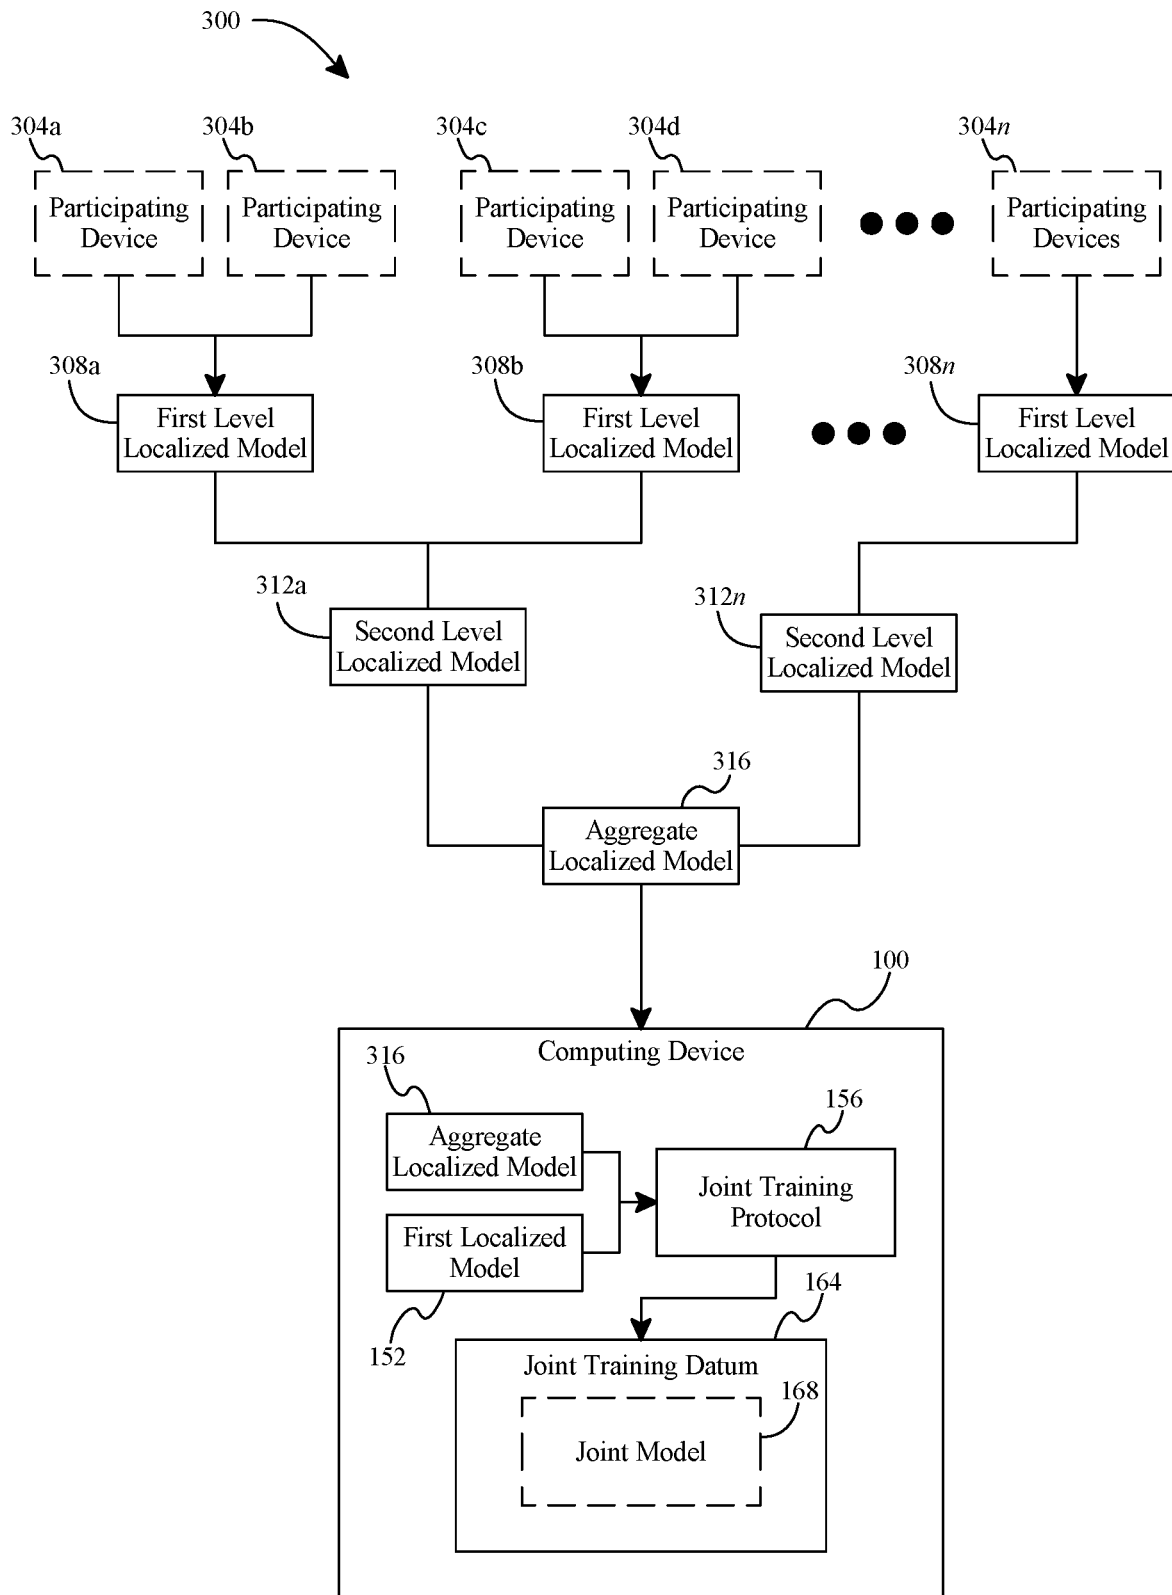 300
304a
304b
304c
304d
304n
Participating
Device
Participating
Device
Participating
Device
Participating
Device
Participating
Devices
308a
308b
308n
First Level
Localized Model
First Level
Localized Model
First Level
Localized Model
312a
312n
Second Level
Localized Model
Second Level
Localized Model
316
Aggregate
Localized Model
100
Computing Device
316
156
Aggregate
Localized Model
Joint Training
Protocol
First Localized
Model
152
164
Joint Training Datum
168
Joint Model